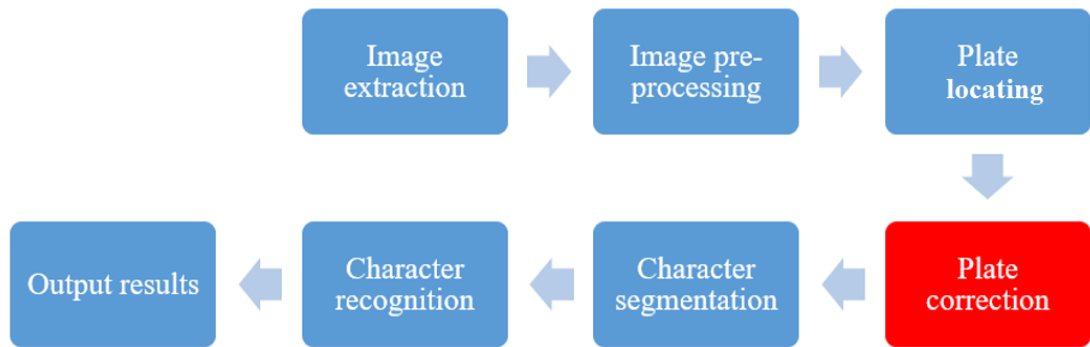 Image
extraction
Image pre-
processing
Plate
locating
Plate
correction
Character
segmentation
Character
recognition
Output results